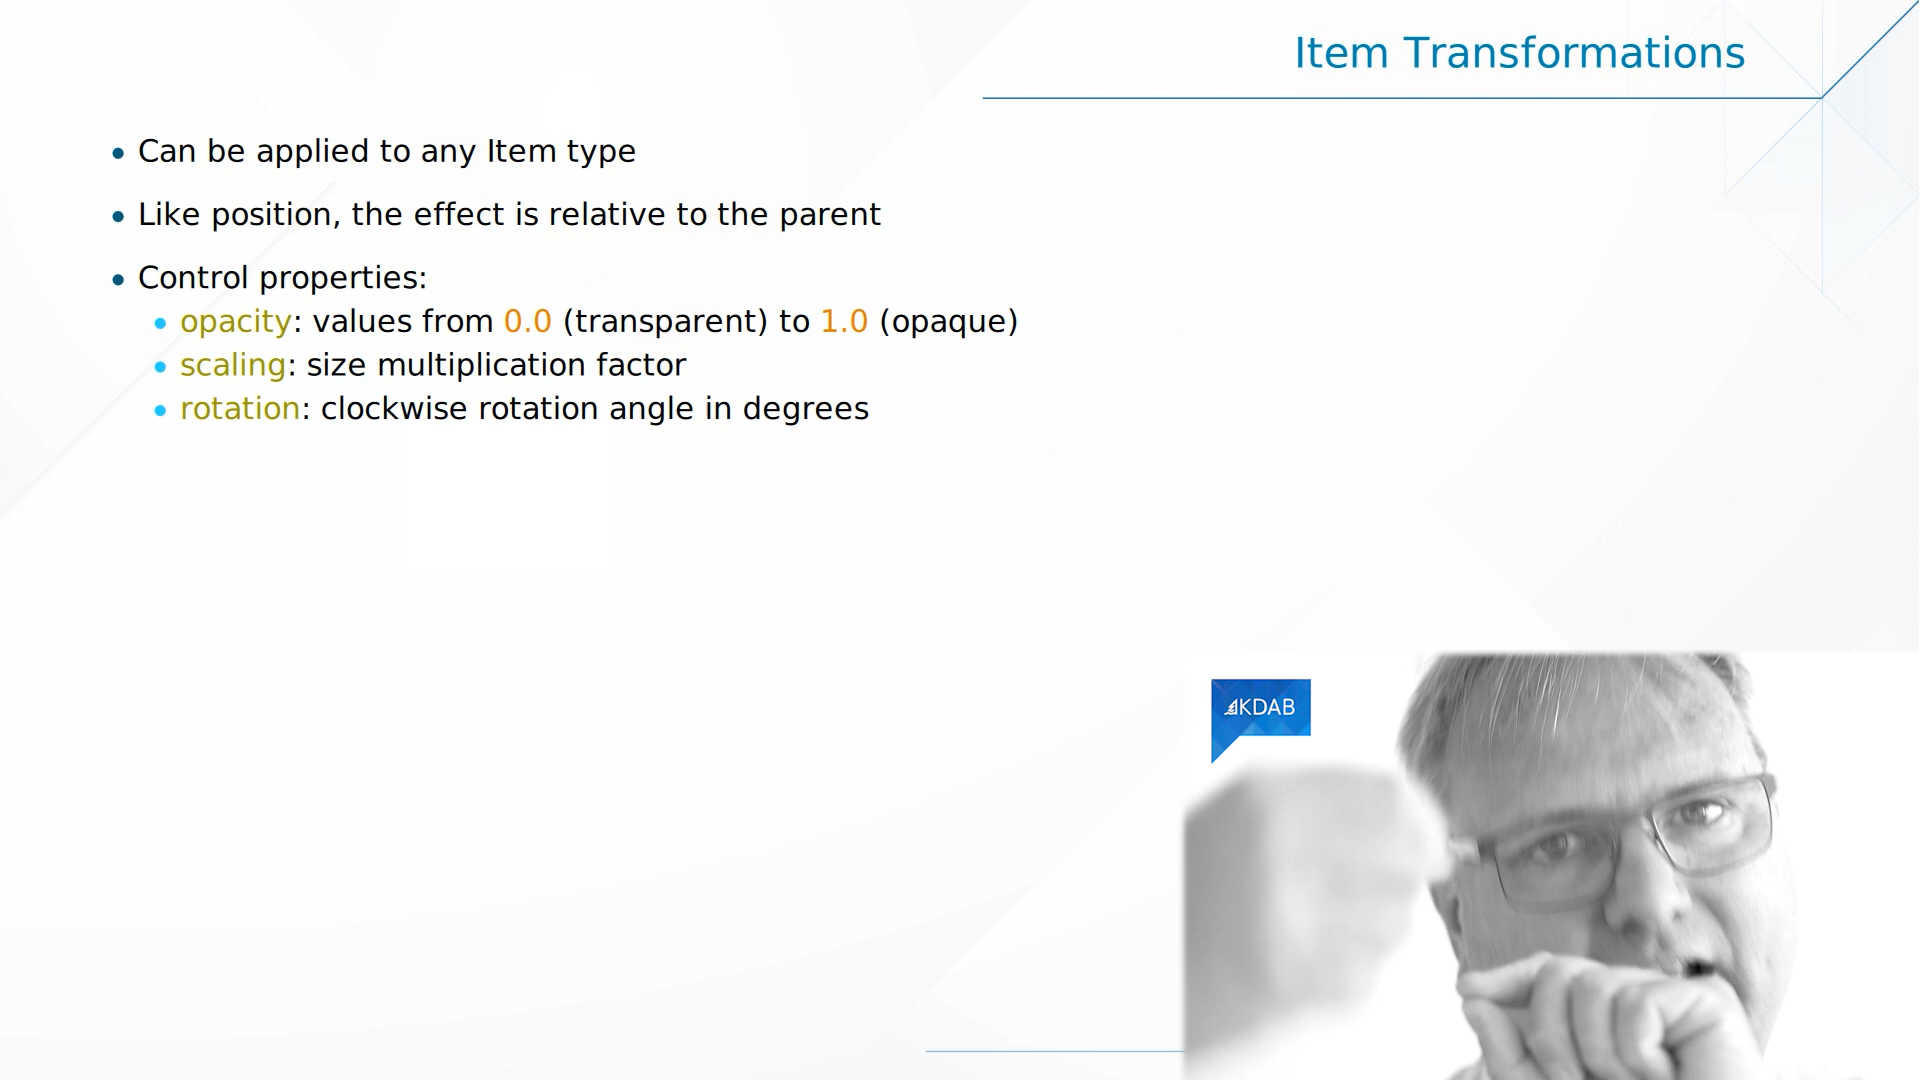 Item Transformations
Can be applied to any Item type
Like position, the effect is relative to the parent
Control properties:
opacity: values from 0.0 (transparent) to 1.0 (opaque)
scaling: size multiplication factor
rotation: clockwise rotation angle in degrees
KDAB